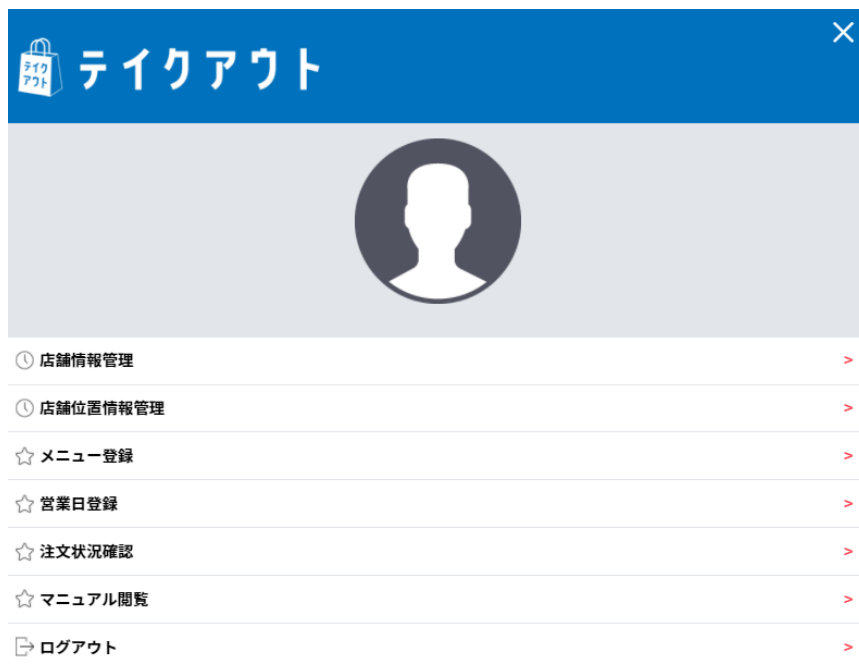 テイク
アウト
テイクアウト
店舗情報管理 >
店舗位置情報管理 >
メニュー登録 >
営業日登録 >
注文状況確認 >
マニュアル閲覧 >
ログアウト >